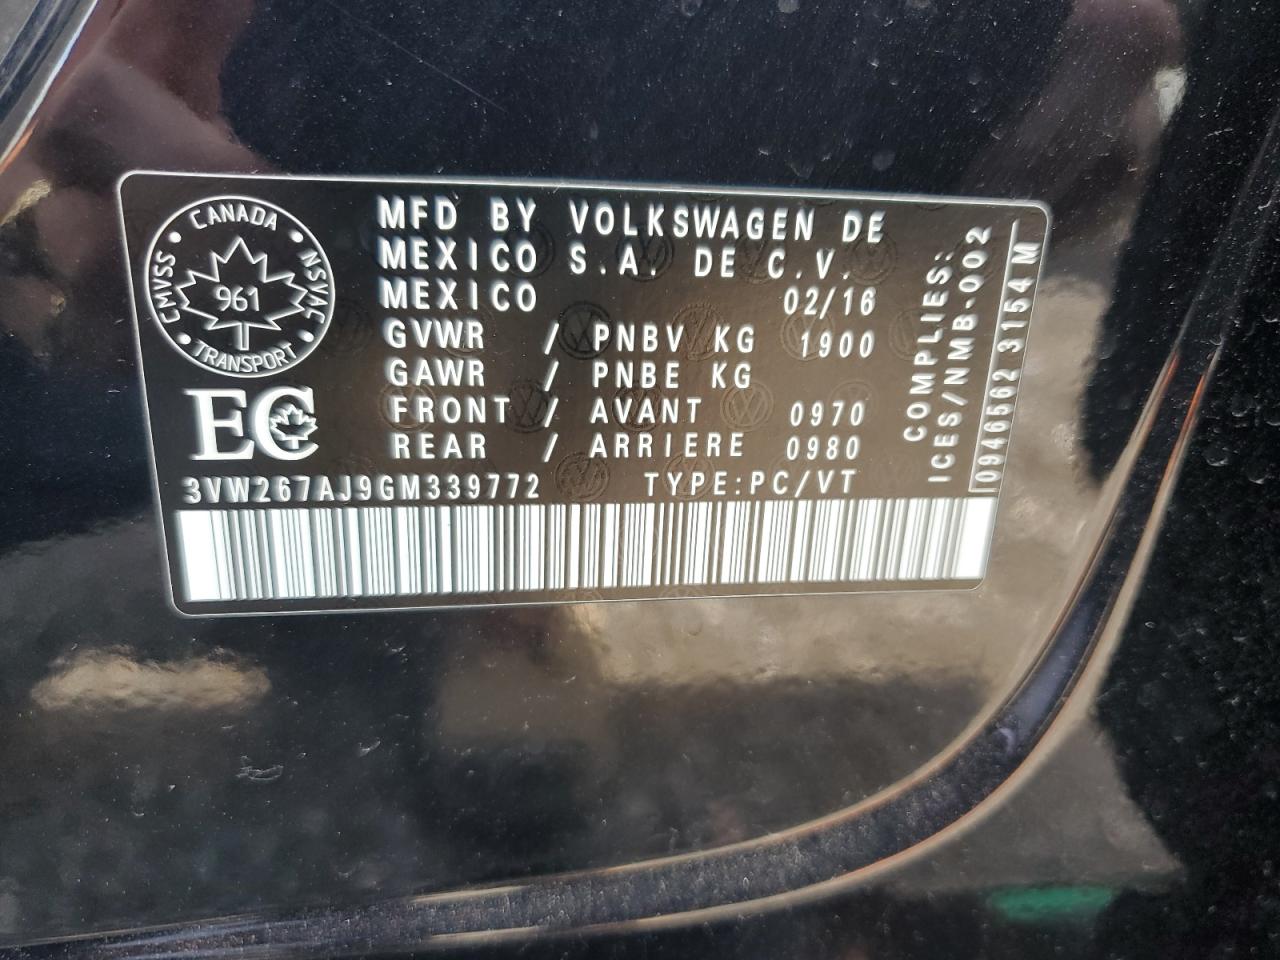 CANADA
CMVSS
NSVAC
961
TRANSPORT
EC
MFD BY VOLKSWAGEN DE
MEXICO S.A. DE C.V.
MEXICO 02/16
GVWR / PNBV KG 1900
GAWR / PNBE KG
FRONT / AVANT 0970
REAR / ARRIERE 0980
3VW267AJ9GM339772 TYPE:PC/VT
COMPLIES:
ICES/NMB-002
0946562 3154 M